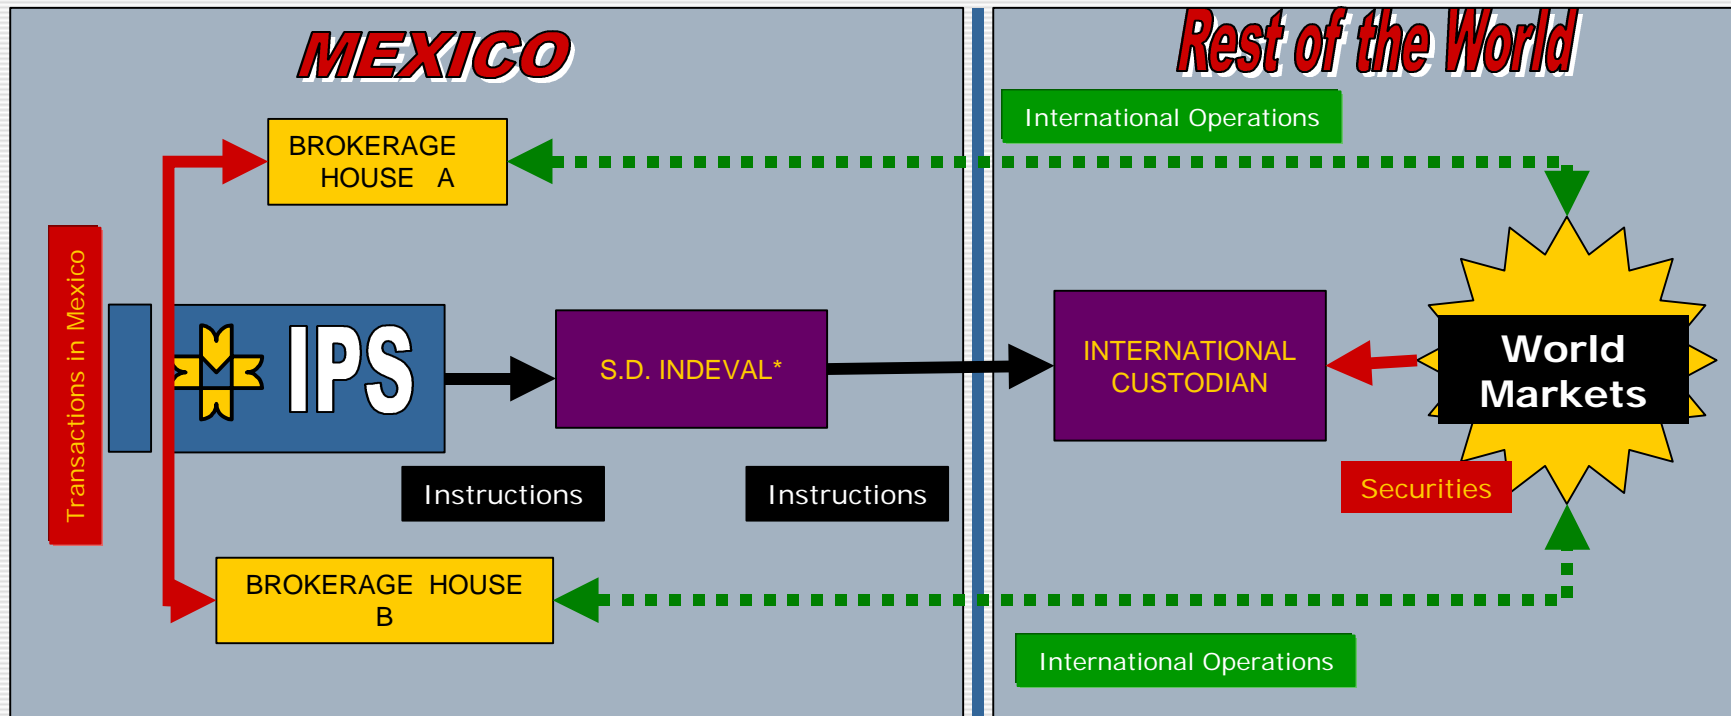 MEXICO
Rest of the World
International Operations
BROKERAGE
HOUSE A
Transactions in Mexico
IPS
S.D. INDEVAL*
INTERNATIONAL
CUSTODIAN
World
Markets
Instructions
Instructions
Securities
BROKERAGE HOUSE
B
International Operations